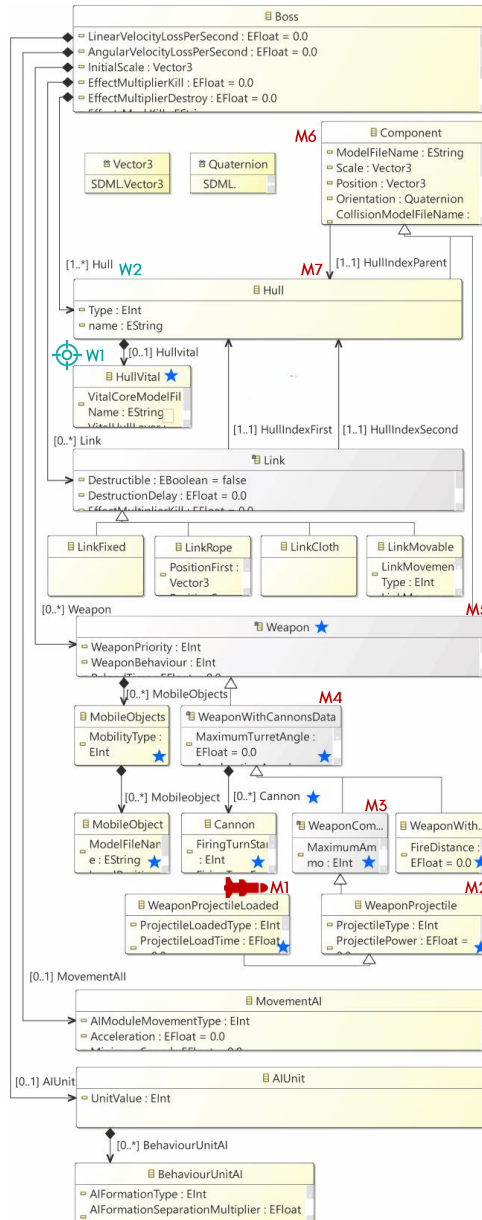 Boss
LinearVelocityLossPerSecond : EFloat = 0.0
AngularVelocityLossPerSecond : EFloat = 0.0
InitialScale : Vector3
EffectMultiplierKill : EFloat = 0.0
EffectMultiplierDestroy : EFloat = 0.0
M6
Component
ModelFileName : EString
Scale : Vector3
Position : Vector3
Orientation : Quaternion
CollisionModelFileName :
Vector3
SDML.Vector3
Quaternion
SDML.
[1..*] Hull
W2
M7
[1..1] HullIndexParent
Hull
Type : EInt
name : EString
W1
[0..1] Hullvital
HullVital
VitalCoreModelFil
Name : EString
[1..1] HullIndexFirst
[1..1] HullIndexSecond
[0..*] Link
Link
Destructible : EBoolean = false
DestructionDelay : EFloat = 0.0
EffectMultiplierKill : EFloat = 0.0
LinkFixed
LinkRope
PositionFirst :
Vector3
LinkCloth
LinkMovable
LinkMovemen
Type : EInt
[0..*] Weapon
M5
Weapon
WeaponPriority : EInt
WeaponBehaviour : EInt
[0..*] MobileObjects
M4
MobileObjects
MobilityType :
EInt
WeaponWithCannonsData
MaximumTurretAngle :
EFloat = 0.0
[0..*] Mobileobject
[0..*] Cannon
M3
MobileObject
ModelFileNam
e : EString
Cannon
FiringTurnStar
: EInt
WeaponCom...
MaximumAm
mo : EInt
WeaponWith...
FireDistance :
EFloat = 0.0
M1
M2
WeaponProjectileLoaded
ProjectileLoadedType : EInt
ProjectileLoadTime : EFloat
WeaponProjectile
ProjectileType : EInt
ProjectilePower : EFloat =
[0..1] MovementAII
MovementAI
AIModuleMovementType : EInt
Acceleration : EFloat = 0.0
[0..1] AIUnit
AIUnit
UnitValue : EInt
[0..*] BehaviourUnitAI
BehaviourUnitAI
AIFormationType : EInt
AIFormationSeparationMultiplier : EFloat